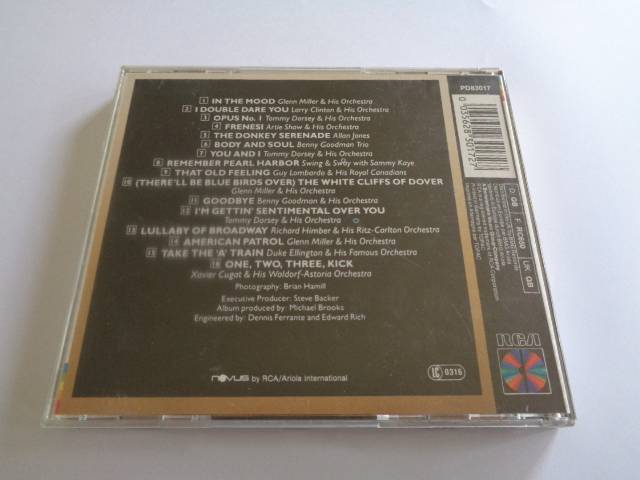 1 IN THE MOOD Glenn Miller & His Orchestra
2 I DOUBLE DARE YOU Larry Clinton & His Orchestra
3 OPUS No. 1 Tommy Dorsey & His Orchestra
4 FRENESI Artie Shaw & His Orchestra
5 THE DONKEY SERENADE Allan Jones
6 BODY AND SOUL Benny Goodman Trio
7 YOU AND I Tommy Dorsey & His Orchestra
8 REMEMBER PEARL HARBOR Swing & Sway with Sammy Kaye
9 THAT OLD FEELING Guy Lombardo & His Royal Canadians
10 (THERE'LL BE BLUE BIRDS OVER) THE WHITE CLIFFS OF DOVER
Glenn Miller & His Orchestra
11 GOODBYE Benny Goodman & His Orchestra
12 I'M GETTIN' SENTIMENTAL OVER YOU
Tommy Dorsey & His Orchestra
13 LULLABY OF BROADWAY Richard Himber & His Ritz-Carlton Orchestra
14 AMERICAN PATROL Glenn Miller & His Orchestra
15 TAKE THE 'A' TRAIN Duke Ellington & His Famous Orchestra
16 ONE, TWO, THREE, KICK
Xavier Cugat & His Waldorf-Astoria Orchestra
Photography: Brian Hamill
Executive Producer: Steve Backer
Album produced by: Michael Brooks
Engineered by: Dennis Ferrante and Edward Rich
NOVUS by RCA/Ariola International
LC 0316
PD83017
D: GB F: RC650 UK: GB
RCA